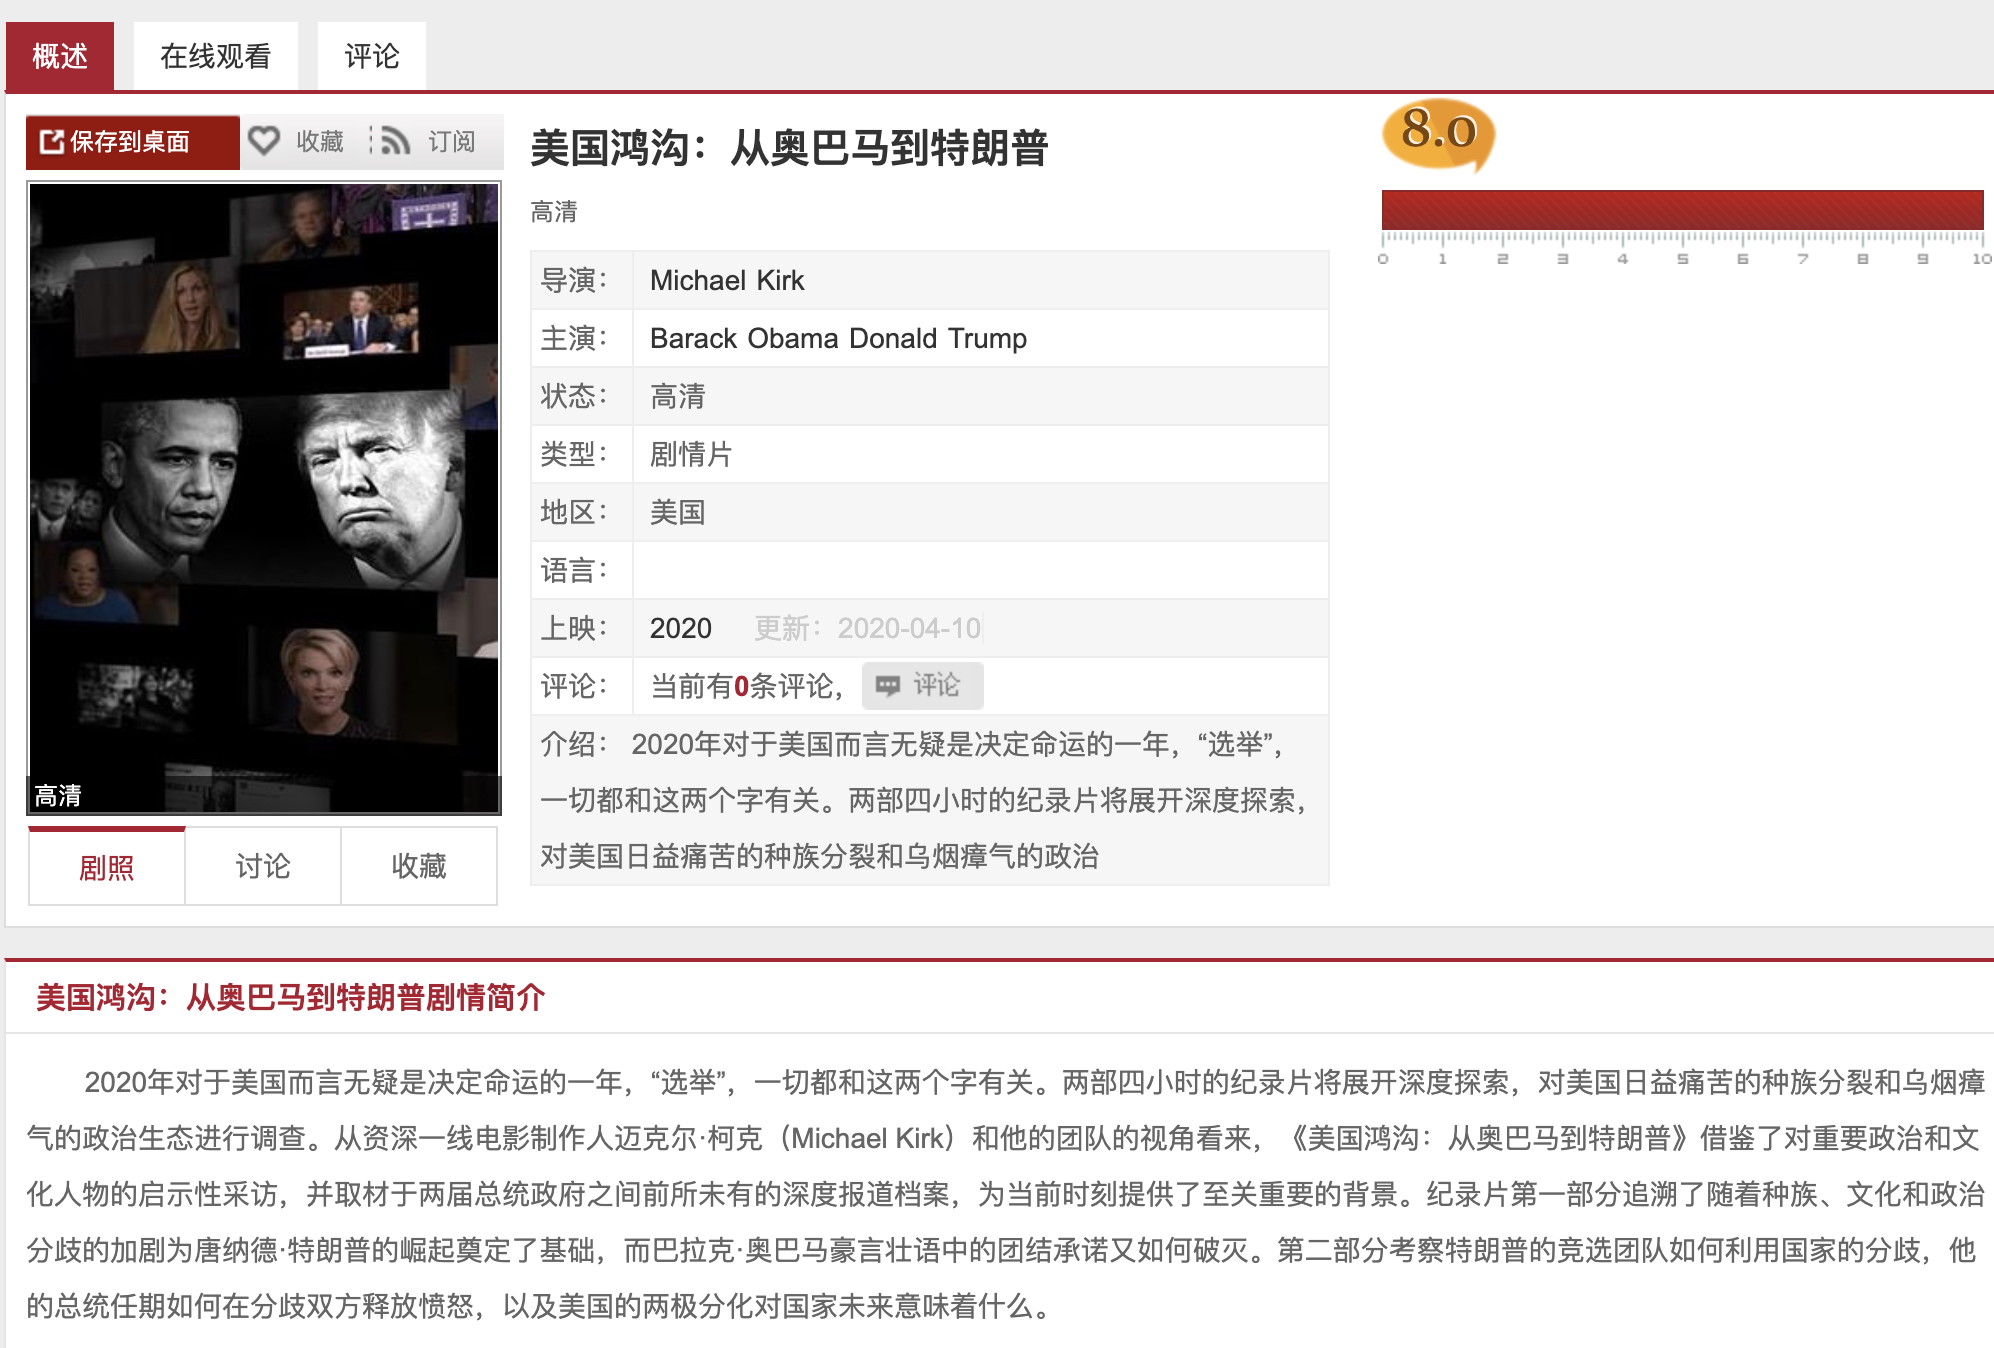 概述 在线观看 评论
保存到桌面 收藏 订阅
高清
剧照 讨论 收藏
美国鸿沟：从奥巴马到特朗普
高清
导演： Michael Kirk
主演： Barack Obama Donald Trump
状态： 高清
类型： 剧情片
地区： 美国
语言：
上映： 2020 更新：2020-04-10
评论： 当前有0条评论， 评论
介绍： 2020年对于美国而言无疑是决定命运的一年，“选举”，
一切都和这两个字有关。两部四小时的纪录片将展开深度探索，
对美国日益痛苦的种族分裂和乌烟瘴气的政治
8.0
0 1 2 3 4 5 6 7 8 9 10
美国鸿沟：从奥巴马到特朗普剧情简介
2020年对于美国而言无疑是决定命运的一年，“选举”，一切都和这两个字有关。两部四小时的纪录片将展开深度探索，对美国日益痛苦的种族分裂和乌烟瘴
气的政治生态进行调查。从资深一线电影制作人迈克尔·柯克（Michael Kirk）和他的团队的视角看来，《美国鸿沟：从奥巴马到特朗普》借鉴了对重要政治和文
化人物的启示性采访，并取材于两届总统政府之间前所未有的深度报道档案，为当前时刻提供了至关重要的背景。纪录片第一部分追溯了随着种族、文化和政治
分歧的加剧为唐纳德·特朗普的崛起奠定了基础，而巴拉克·奥巴马豪言壮语中的团结承诺又如何破灭。第二部分考察特朗普的竞选团队如何利用国家的分歧，他
的总统任期如何在分歧双方释放愤怒，以及美国的两极分化对国家未来意味着什么。